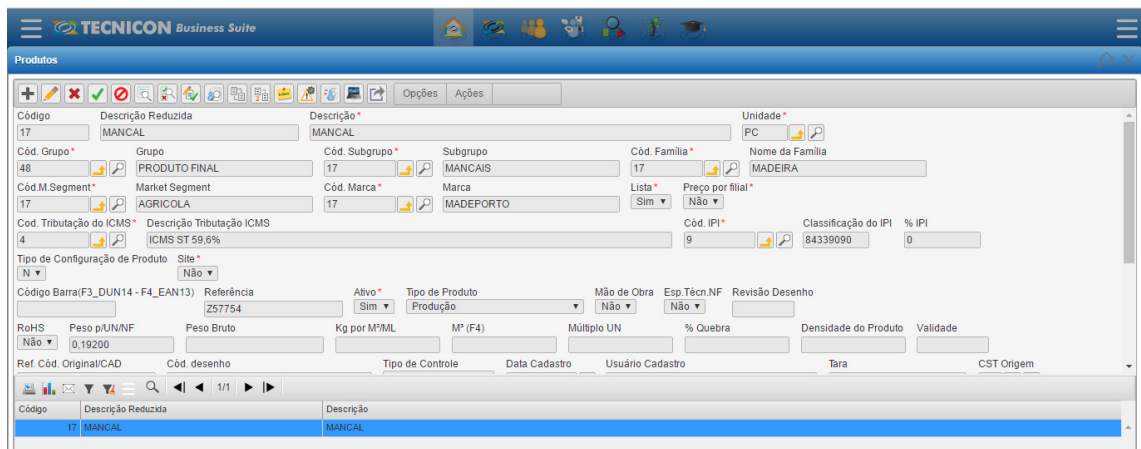 TECNICON Business Suite
Produtos
Opções Ações
Código Descrição Reduzida Descrição* Unidade*
17 MANCAL MANCAL PC
Cód. Grupo* Grupo Cód. Subgrupo* Subgrupo Cód. Família* Nome da Família
48 PRODUTO FINAL 17 MANCAIS 17 MADEIRA
Cód.M.Segment* Market Segment Cód. Marca* Marca Lista* Preço por filial*
17 AGRICOLA 17 MADEPORTO Sim Não
Cod. Tributação do ICMS* Descrição Tributação ICMS Cód. IPI* Classificação do IPI % IPI
4 ICMS ST 59,6% 9 84339090 0
Tipo de Configuração de Produto Site*
N Não
Código Barra(F3_DUN14 - F4_EAN13) Referência Ativo* Tipo de Produto Mão de Obra Esp.Técn.NF Revisão Desenho
Z57754 Sim Produção Não Não
RoHS Peso p/UN/NF Peso Bruto Kg por M²/ML M³ (F4) Múltiplo UN % Quebra Densidade do Produto Validade
Não 0,19200
Ref. Cód. Original/CAD Cód. desenho Tipo de Controle Data Cadastro Usuário Cadastro Tara CST Origem
1/1
Código Descrição Reduzida Descrição
17 MANCAL MANCAL